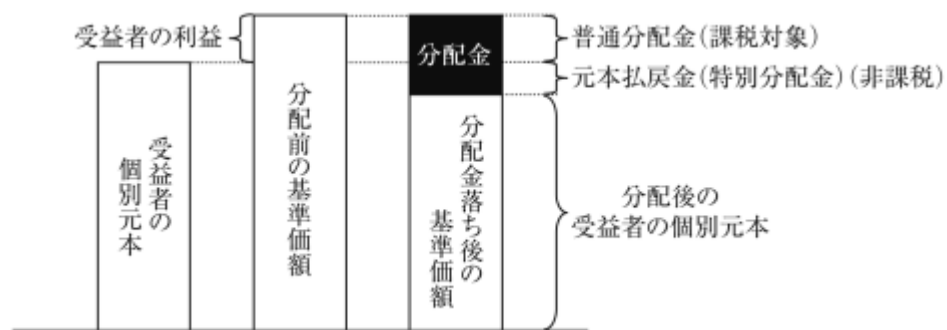 受益者の利益
受益者の
個別元本
分配前の基準価額
分配金
分配金落ち後の
基準価額
普通分配金(課税対象)
元本払戻金(特別分配金)(非課税)
分配後の
受益者の個別元本